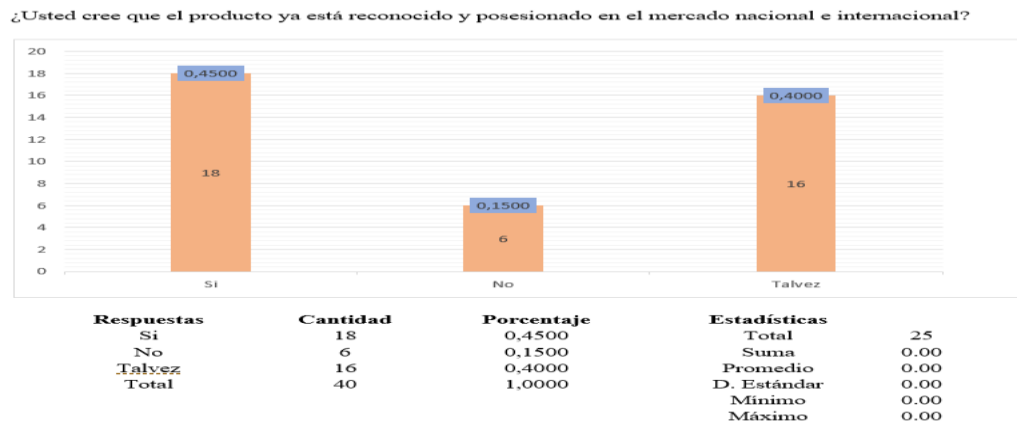 ¿Usted cree que el producto ya está reconocido y posesionado en el mercado nacional e internacional?
20
18
16
14
12
10
8
6
4
2
0
0,4500
18
0,1500
6
0,4000
16
Si No Talvez
Respuestas Cantidad Porcentaje Estadísticas
Si 18 0,4500 Total 25
No 6 0,1500 Suma 0.00
Talvez 16 0,4000 Promedio 0.00
Total 40 1,0000 D. Estándar 0.00
Mínimo 0.00
Máximo 0.00